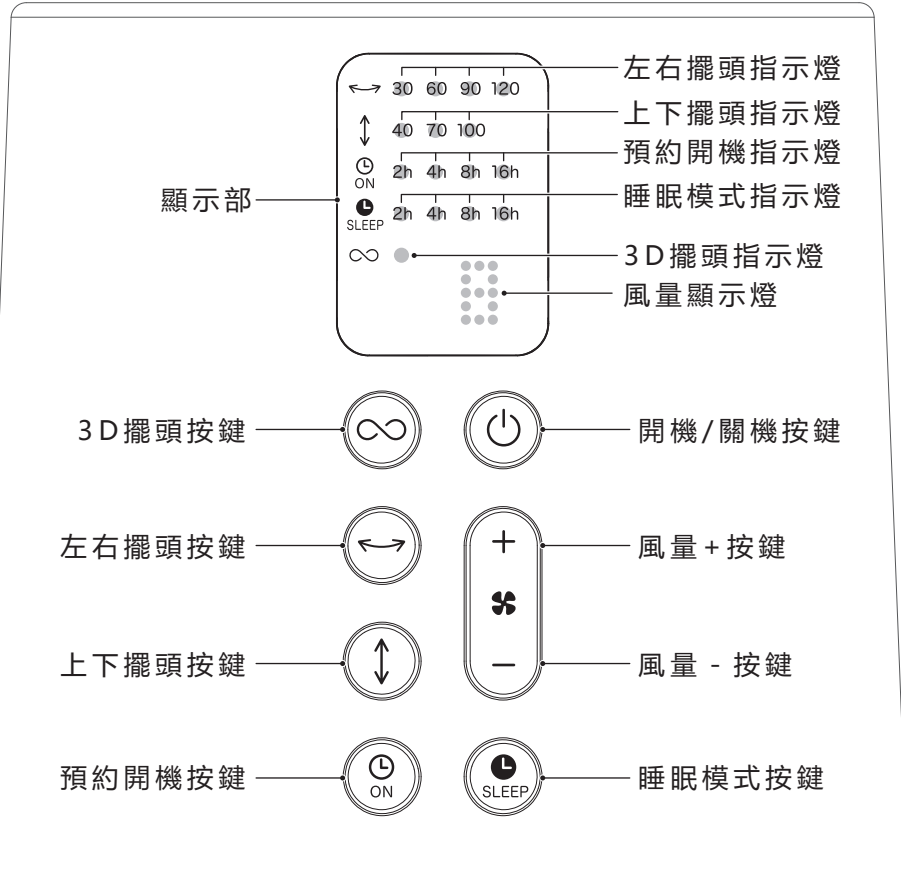 30 60 90 120 左右擺頭指示燈
40 70 100 上下擺頭指示燈
ON 2h 4h 8h 16h 預約開機指示燈
顯示部
SLEEP 2h 4h 8h 16h 睡眠模式指示燈
3D擺頭指示燈
風量顯示燈
3D擺頭按鍵
開機/關機按鍵
左右擺頭按鍵
+
風量+按鍵
上下擺頭按鍵
−
風量 - 按鍵
預約開機按鍵
ON
SLEEP
睡眠模式按鍵